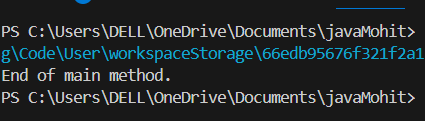 PS C:\Users\DELL\OneDrive\Documents\javaMohit>
g\Code\User\workspaceStorage\66edb95676f321f2a1
End of main method.
PS C:\Users\DELL\OneDrive\Documents\javaMohit>